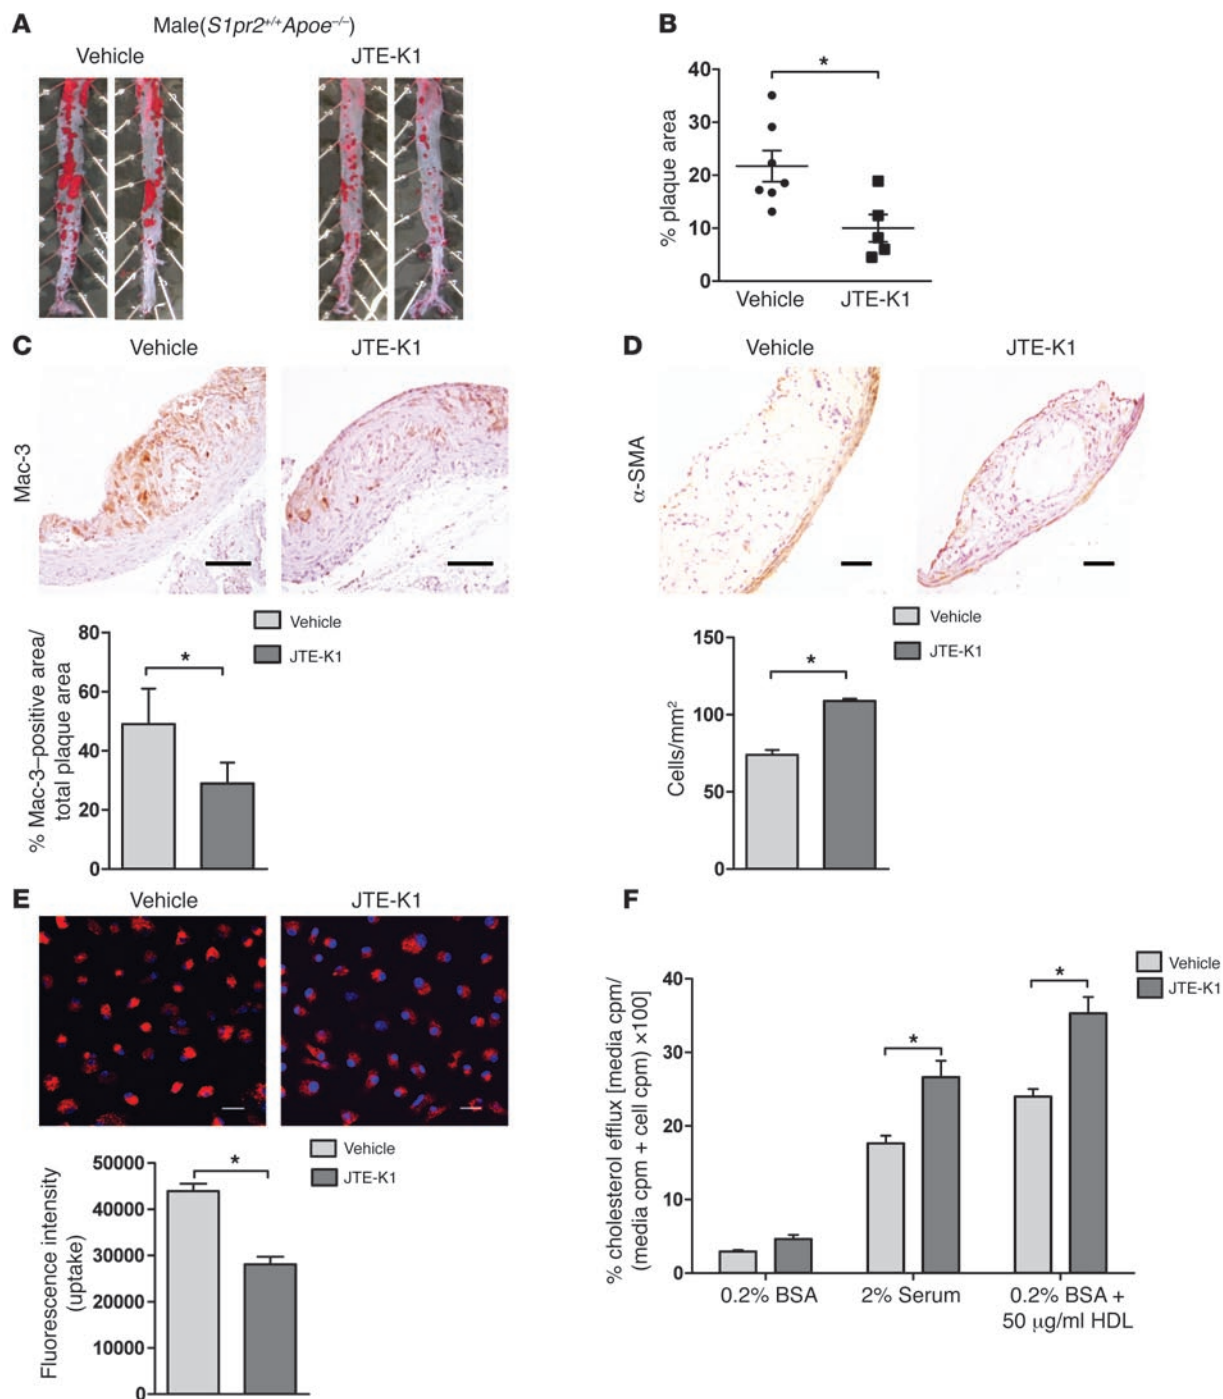 A
Male(S1pr2+/+Apoe–/–)
Vehicle
JTE-K1
B
% plaque area
40
30
20
10
0
*
Vehicle
JTE-K1
C
Vehicle
JTE-K1
Mac-3
% Mac-3–positive area/
total plaque area
80
60
40
20
0
*
Vehicle
JTE-K1
D
Vehicle
JTE-K1
α-SMA
Cells/mm²
150
100
50
0
*
Vehicle
JTE-K1
E
Vehicle
JTE-K1
Fluorescence intensity
(uptake)
50000
40000
30000
20000
10000
0
*
Vehicle
JTE-K1
F
% cholesterol efflux [media cpm/
(media cpm + cell cpm) ×100]
40
30
20
10
0
*
*
Vehicle
JTE-K1
0.2% BSA
2% Serum
0.2% BSA +
50 μg/ml HDL